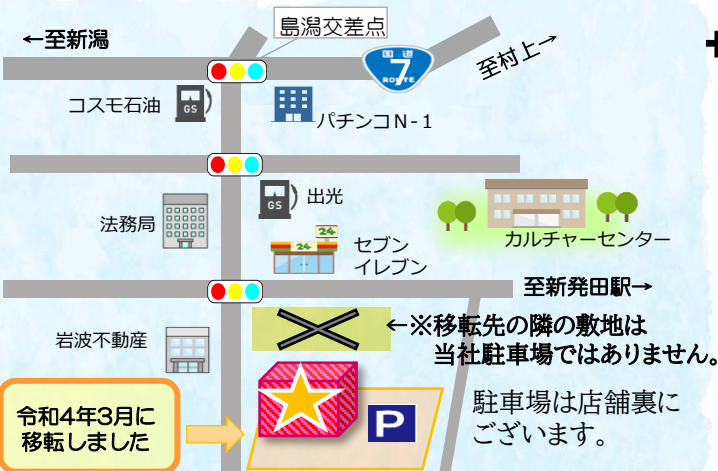 島潟交差点
←至新潟
国道
7
ROUTE
至村上→
コスモ石油
GS
パチンコN-1
GS
出光
法務局
24
24
セブン
イレブン
カルチャーセンター
至新発田駅→
岩波不動産
←※移転先の隣の敷地は
当社駐車場ではありません。
令和4年3月に
移転しました
P
駐車場は店舗裏に
ございます。